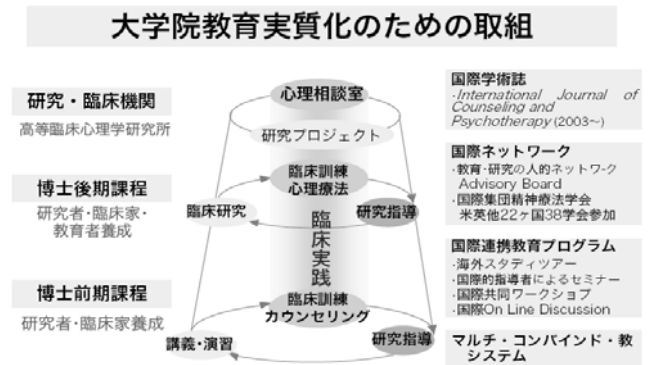 大学院教育実質化のための取組
研究・臨床機関
高等臨床心理学研究所
博士後期課程
研究者・臨床家・
教育者養成
博士前期課程
研究者・臨床家養成
心理相談室
研究プロジェクト
臨床訓練
心理療法
臨床研究
研究指導
臨床実践
臨床訓練
カウンセリング
講義・演習
研究指導
国際学術誌
・International Journal of
Counseling and
Psychotherapy (2003〜)
国際ネットワーク
・教育・研究の人的ネットワーク
Advisory Board
・国際集団精神療法学会
米英他22ヶ国38学会参加
国際連携教育プログラム
・海外スタディツアー
・国際的指導者によるセミナー
・国際共同ワークショップ
・国際On Line Discussion
マルチ・コンバインド・教
システム